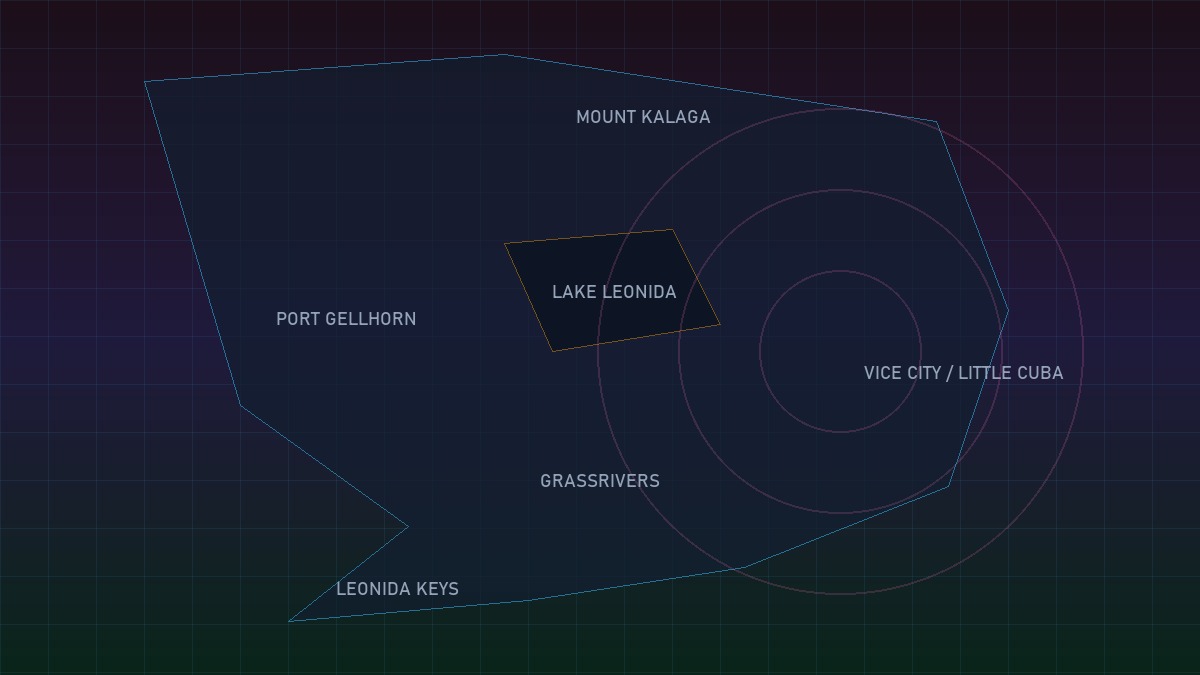 MOUNT KALAGA
LAKE LEONIDA
PORT GELLHORN
VICE CITY / LITTLE CUBA
GRASSRIVERS
LEONIDA KEYS